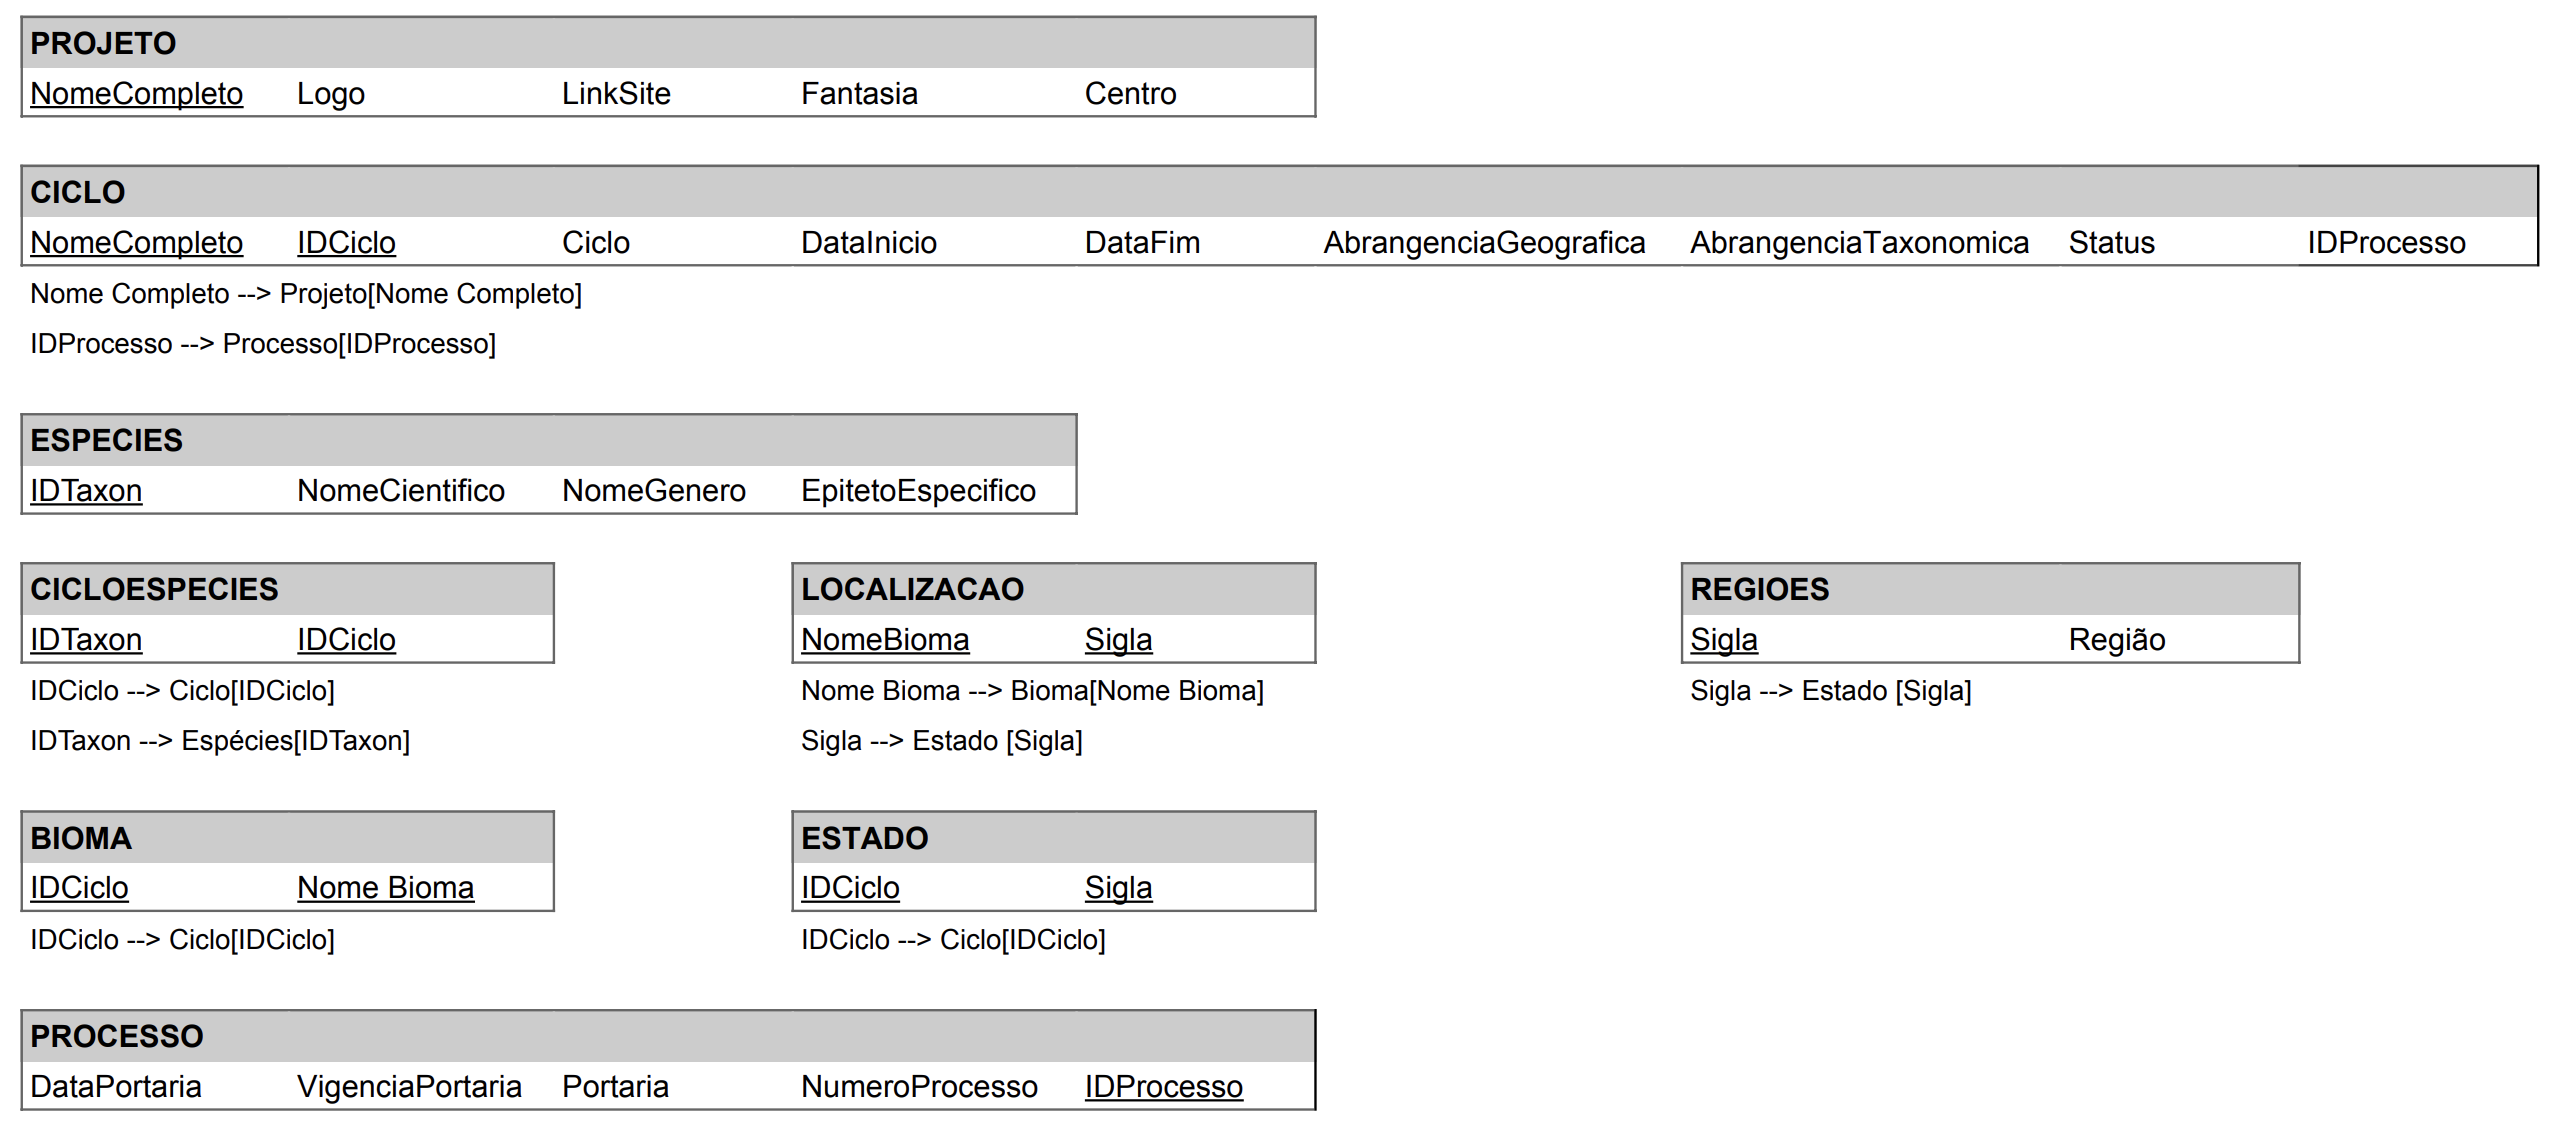 PROJETO
NomeCompleto Logo LinkSite Fantasia Centro
CICLO
NomeCompleto IDCiclo Ciclo DataInicio DataFim AbrangenciaGeografica AbrangenciaTaxonomica Status IDProcesso
Nome Completo --> Projeto[Nome Completo]
IDProcesso --> Processo[IDProcesso]
ESPECIES
IDTaxon NomeCientifico NomeGenero EpitetoEspecifico
CICLOESPECIES LOCALIZACAO REGIOES
IDTaxon IDCiclo NomeBioma Sigla Sigla Região
IDCiclo --> Ciclo[IDCiclo] Nome Bioma --> Bioma[Nome Bioma] Sigla --> Estado [Sigla]
IDTaxon --> Espécies[IDTaxon] Sigla --> Estado [Sigla]
BIOMA ESTADO
IDCiclo Nome Bioma IDCiclo Sigla
IDCiclo --> Ciclo[IDCiclo] IDCiclo --> Ciclo[IDCiclo]
PROCESSO
DataPortaria VigenciaPortaria Portaria NumeroProcesso IDProcesso